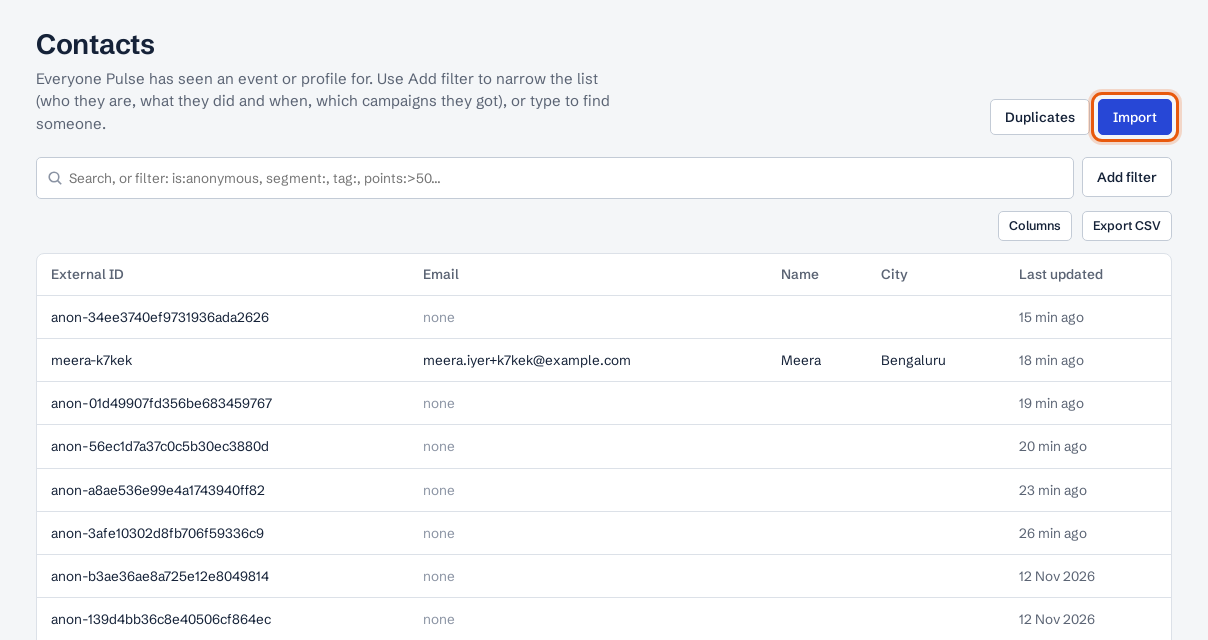 Contacts
Everyone Pulse has seen an event or profile for. Use Add filter to narrow the list
(who they are, what they did and when, which campaigns they got), or type to find
someone.
Duplicates
Import
Search, or filter: is:anonymous, segment:, tag:, points:>50...
Add filter
Columns
Export CSV
External ID Email Name City Last updated
anon-34ee3740ef9731936ada2626 none 15 min ago
meera-k7kek meera.iyer+k7kek@example.com Meera Bengaluru 18 min ago
anon-01d49907fd356be683459767 none 19 min ago
anon-56ec1d7a37c0c5b30ec3880d none 20 min ago
anon-a8ae536e99e4a1743940ff82 none 23 min ago
anon-3afe10302d8fb706f59336c9 none 26 min ago
anon-b3ae36ae8a725e12e8049814 none 12 Nov 2026
anon-139d4bb36c8e40506cf864ec none 12 Nov 2026